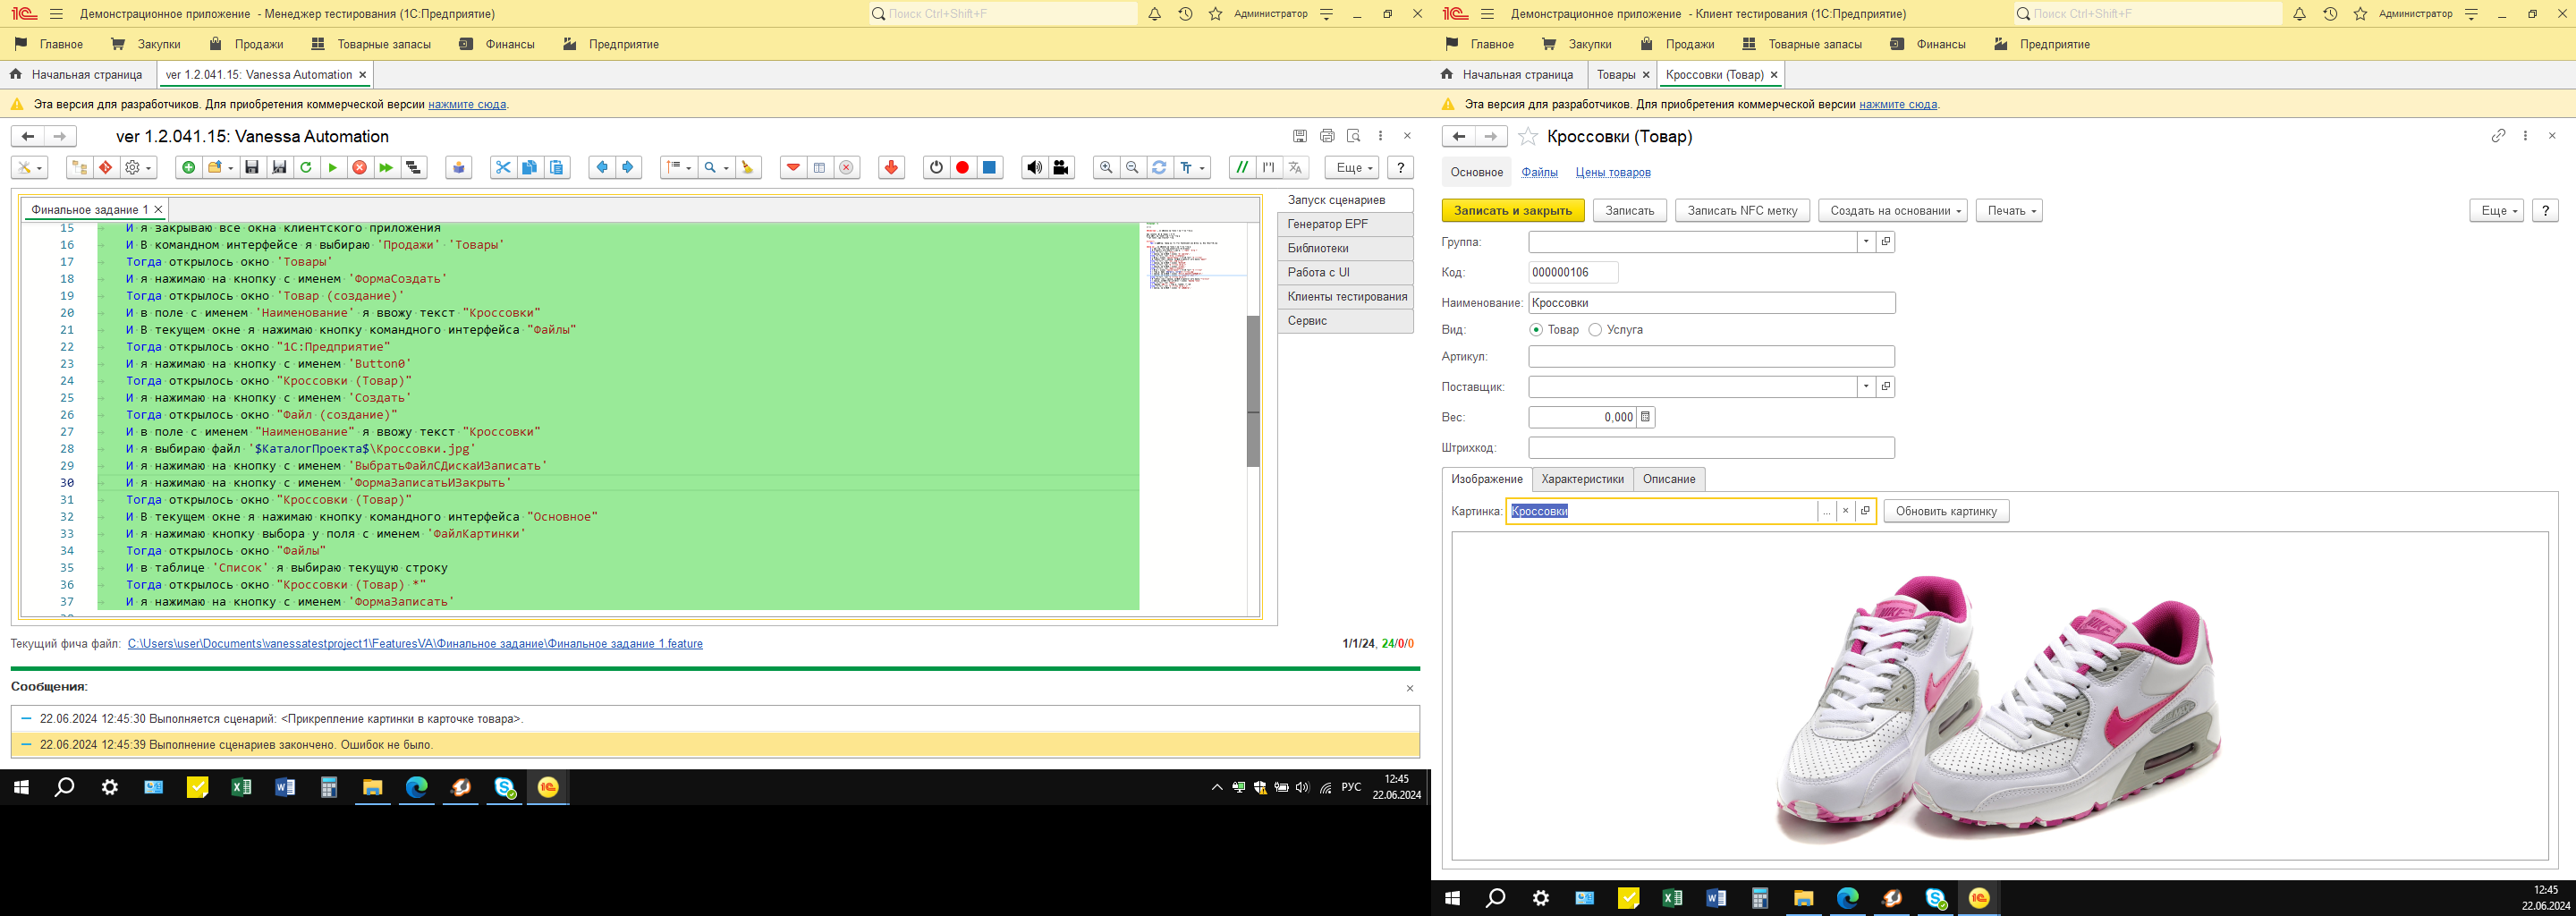 Демонстрационное приложение - Менеджер тестирования (1С:Предприятие)
Поиск Ctrl+Shift+F
Администратор
Главное
Закупки
Продажи
Товарные запасы
Финансы
Предприятие
Начальная страница
ver 1.2.041.15: Vanessa Automation
Эта версия для разработчиков. Для приобретения коммерческой версии нажмите сюда.
ver 1.2.041.15: Vanessa Automation
Еще
?
Финальное задание 1
15 И я закрываю все окна клиентского приложения
16 И В командном интерфейсе я выбираю 'Продажи' 'Товары'
17 Тогда открылось окно 'Товары'
18 И я нажимаю на кнопку с именем 'ФормаСоздать'
19 Тогда открылось окно 'Товар (создание)'
20 И в поле с именем 'Наименование' я ввожу текст "Кроссовки"
21 И В текущем окне я нажимаю кнопку командного интерфейса "Файлы"
22 Тогда открылось окно "1С:Предприятие"
23 И я нажимаю на кнопку с именем 'Button0'
24 Тогда открылось окно "Кроссовки (Товар)"
25 И я нажимаю на кнопку с именем 'Создать'
26 Тогда открылось окно "Файл (создание)"
27 И в поле с именем "Наименование" я ввожу текст "Кроссовки"
28 И я выбираю файл '$КаталогПроекта$\Кроссовки.jpg'
29 И я нажимаю на кнопку с именем 'ВыбратьФайлСДискаИЗаписать'
30 И я нажимаю на кнопку с именем 'ФормаЗаписатьИЗакрыть'
31 Тогда открылось окно "Кроссовки (Товар)"
32 И В текущем окне я нажимаю кнопку командного интерфейса "Основное"
33 И я нажимаю кнопку выбора у поля с именем 'ФайлКартинки'
34 Тогда открылось окно "Файлы"
35 И в таблице 'Список' я выбираю текущую строку
36 Тогда открылось окно "Кроссовки (Товар) *"
37 И я нажимаю на кнопку с именем 'ФормаЗаписать'
Запуск сценариев
Генератор EPF
Библиотеки
Работа с UI
Клиенты тестирования
Сервис
Текущий фича файл: C:\Users\user\Documents\vanessatestproject1\FeaturesVA\Финальное задание\Финальное задание 1.feature
1/1/24, 24/0/0
Сообщения:
22.06.2024 12:45:30 Выполняется сценарий: <Прикрепление картинки в карточке товара>.
22.06.2024 12:45:39 Выполнение сценариев закончено. Ошибок не было.
РУС
12:45
22.06.2024
Демонстрационное приложение - Клиент тестирования (1С:Предприятие)
Поиск Ctrl+Shift+F
Администратор
Главное
Закупки
Продажи
Товарные запасы
Финансы
Предприятие
Начальная страница
Товары
Кроссовки (Товар)
Эта версия для разработчиков. Для приобретения коммерческой версии нажмите сюда.
Кроссовки (Товар)
Основное
Файлы
Цены товаров
Записать и закрыть
Записать
Записать NFC метку
Создать на основании
Печать
Еще
?
Группа:
Код: 000000106
Наименование: Кроссовки
Вид: Товар Услуга
Артикул:
Поставщик:
Вес: 0,000
Штрихкод:
Изображение
Характеристики
Описание
Картинка: Кроссовки
Обновить картинку
NIKE
NIKE
12:45
22.06.2024